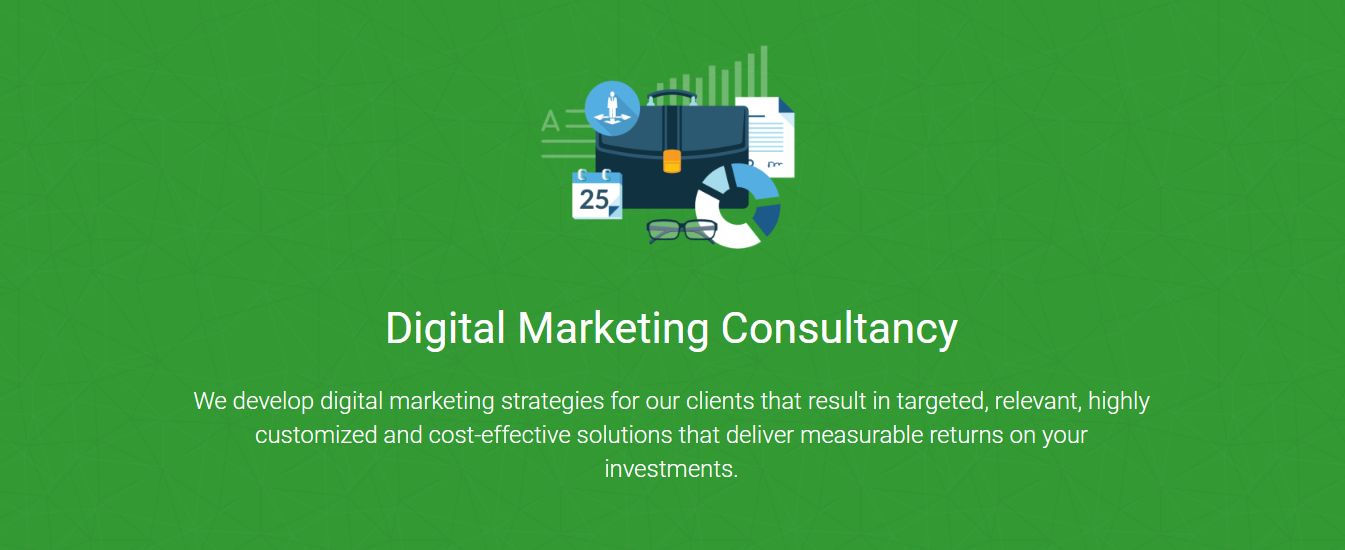 A
25
Digital Marketing Consultancy
We develop digital marketing strategies for our clients that result in targeted, relevant, highly
customized and cost-effective solutions that deliver measurable returns on your
investments.